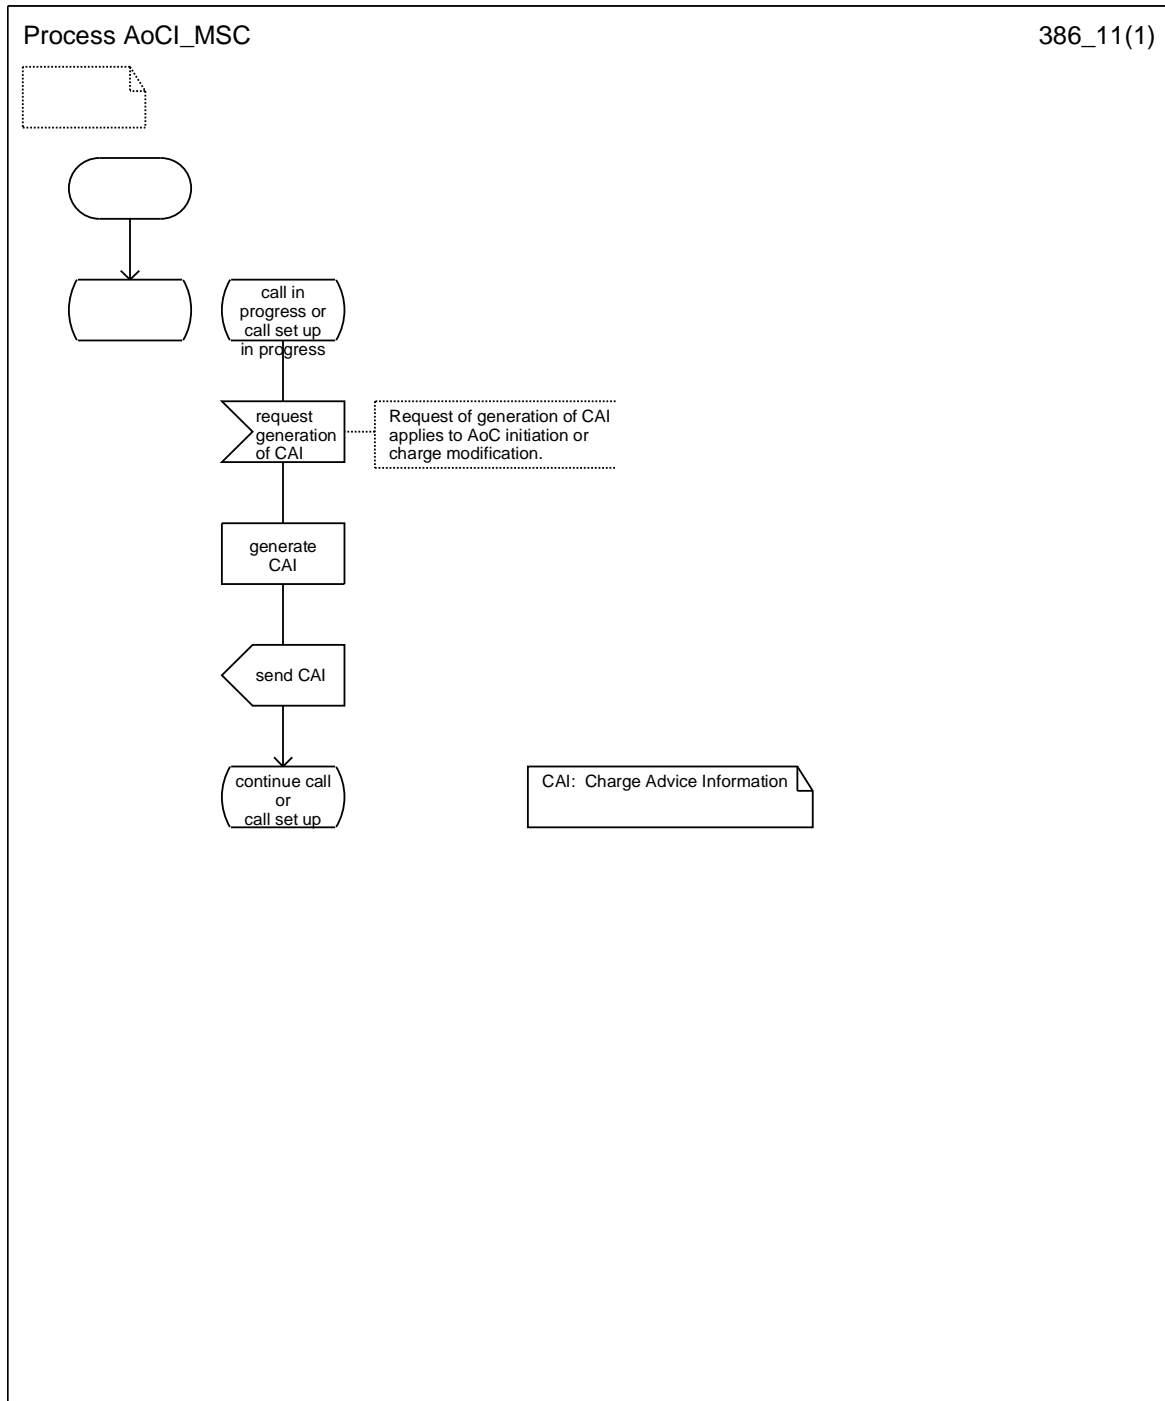 Process AoCI_MSC
386_11(1)
call in
progress or
call set up
in progress
request
generation
of CAI
Request of generation of CAI
applies to AoC initiation or
charge modification.
generate
CAI
send CAI
continue call
or
call set up
CAI:  Charge Advice Information